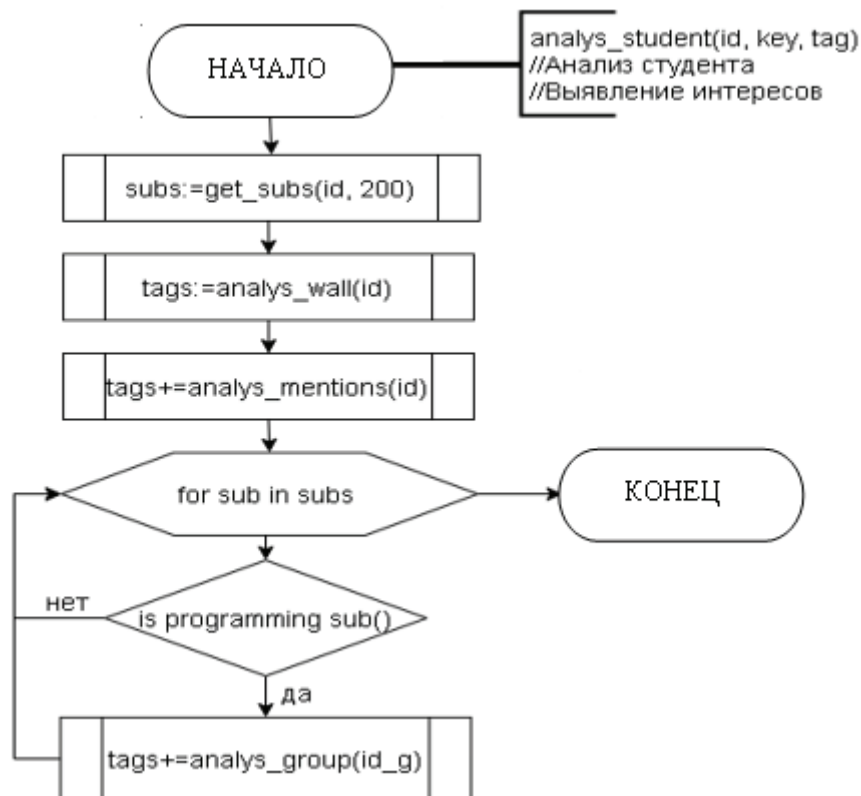 НАЧАЛО
analys_student(id, key, tag)
//Анализ студента
//Выявление интересов
subs:=get_subs(id, 200)
tags:=analys_wall(id)
tags+=analys_mentions(id)
for sub in subs
КОНЕЦ
нет
is programming sub()
да
tags+=analys_group(id_g)